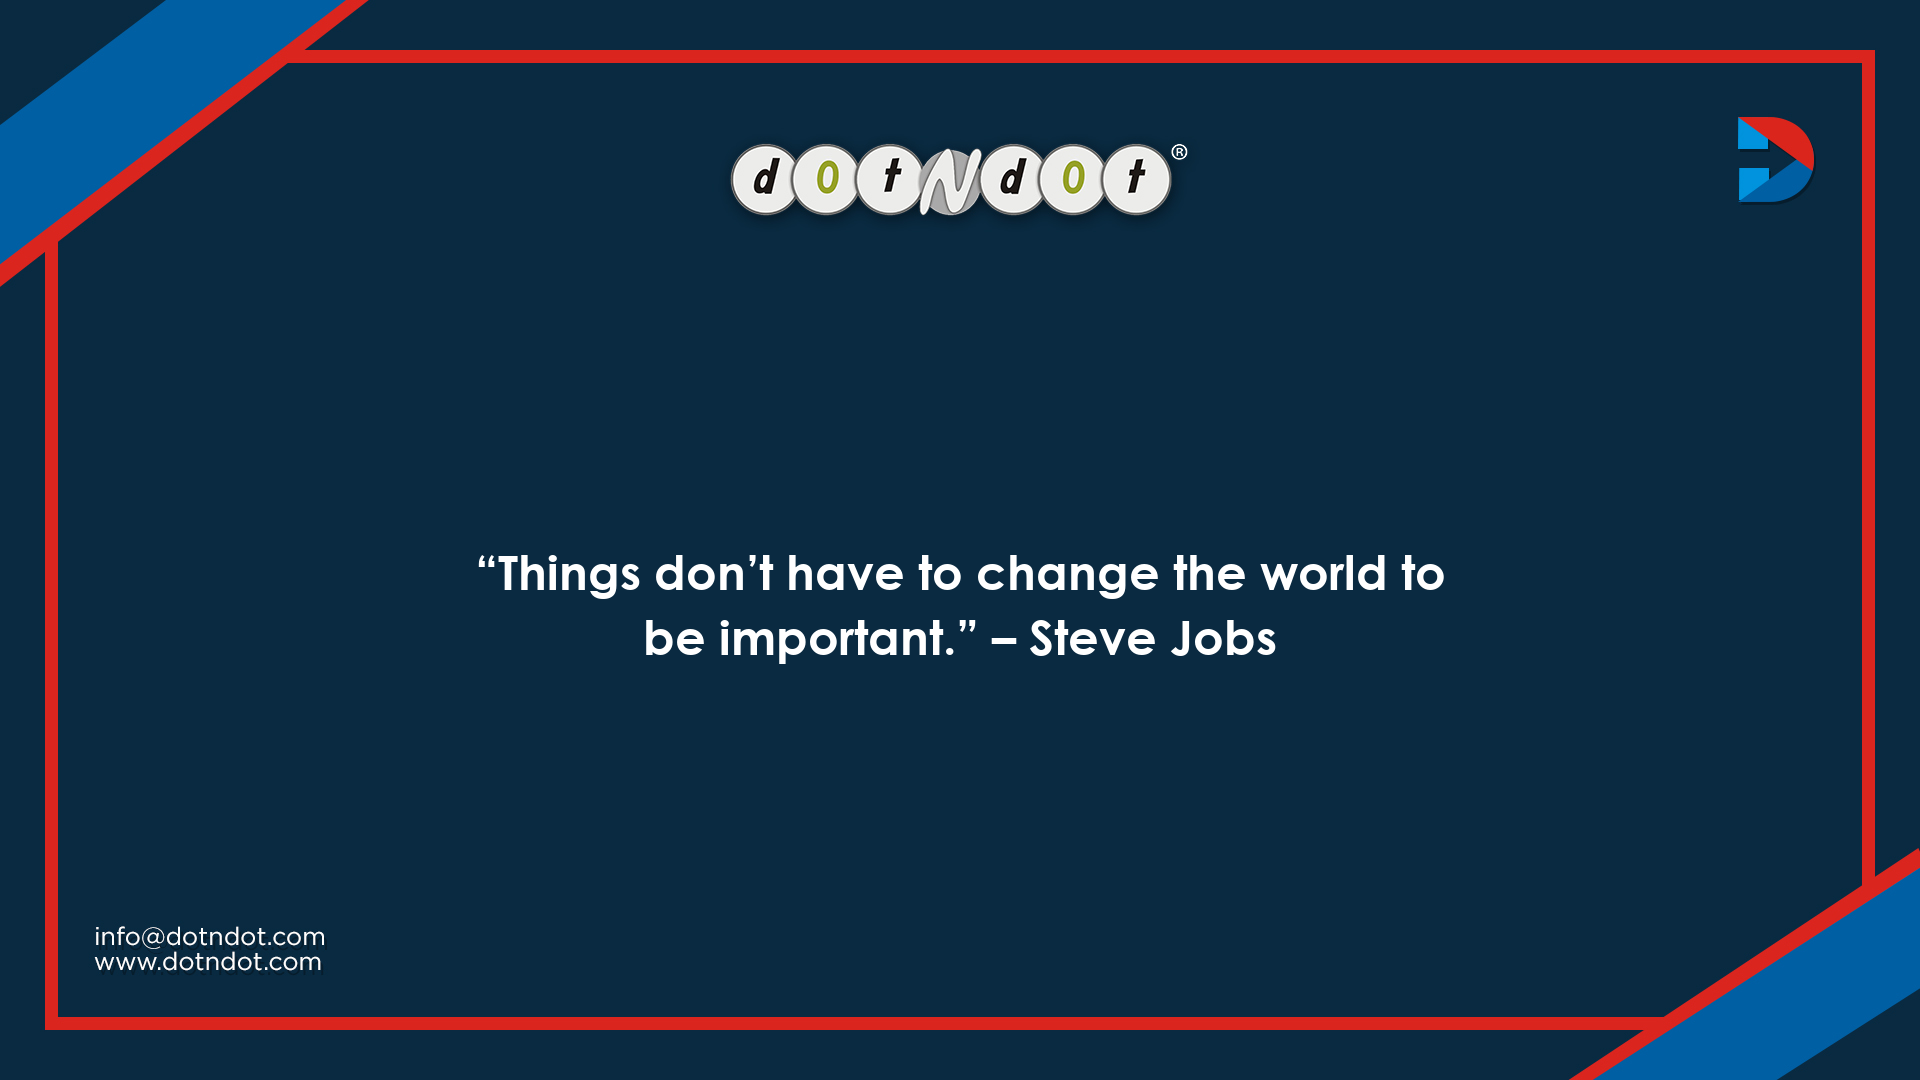 dotNdot®
“Things don’t have to change the world to
be important.” – Steve Jobs
info@dotndot.com
www.dotndot.com